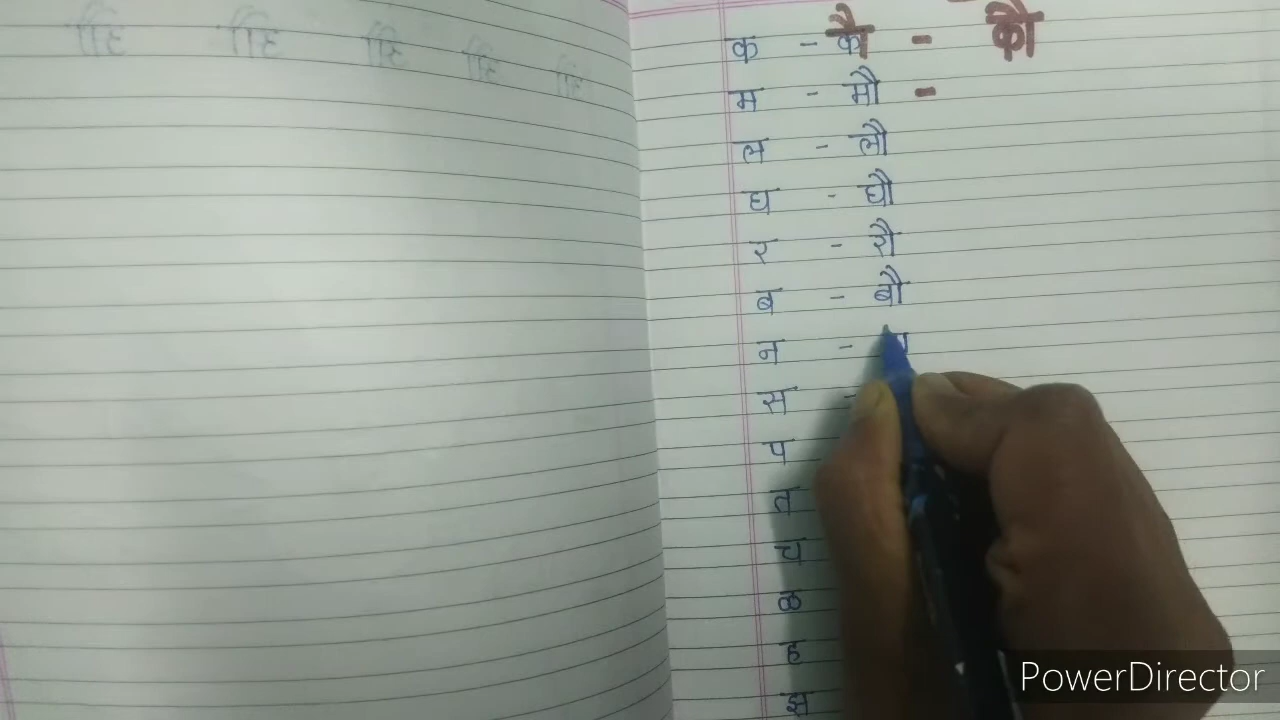 क - कौ - कौ
म - मौ -
ल - लौ
घ - घौ
र - रौ
ब - बौ
न -
स -
प
त
च
ळ
ह
झ
PowerDirector